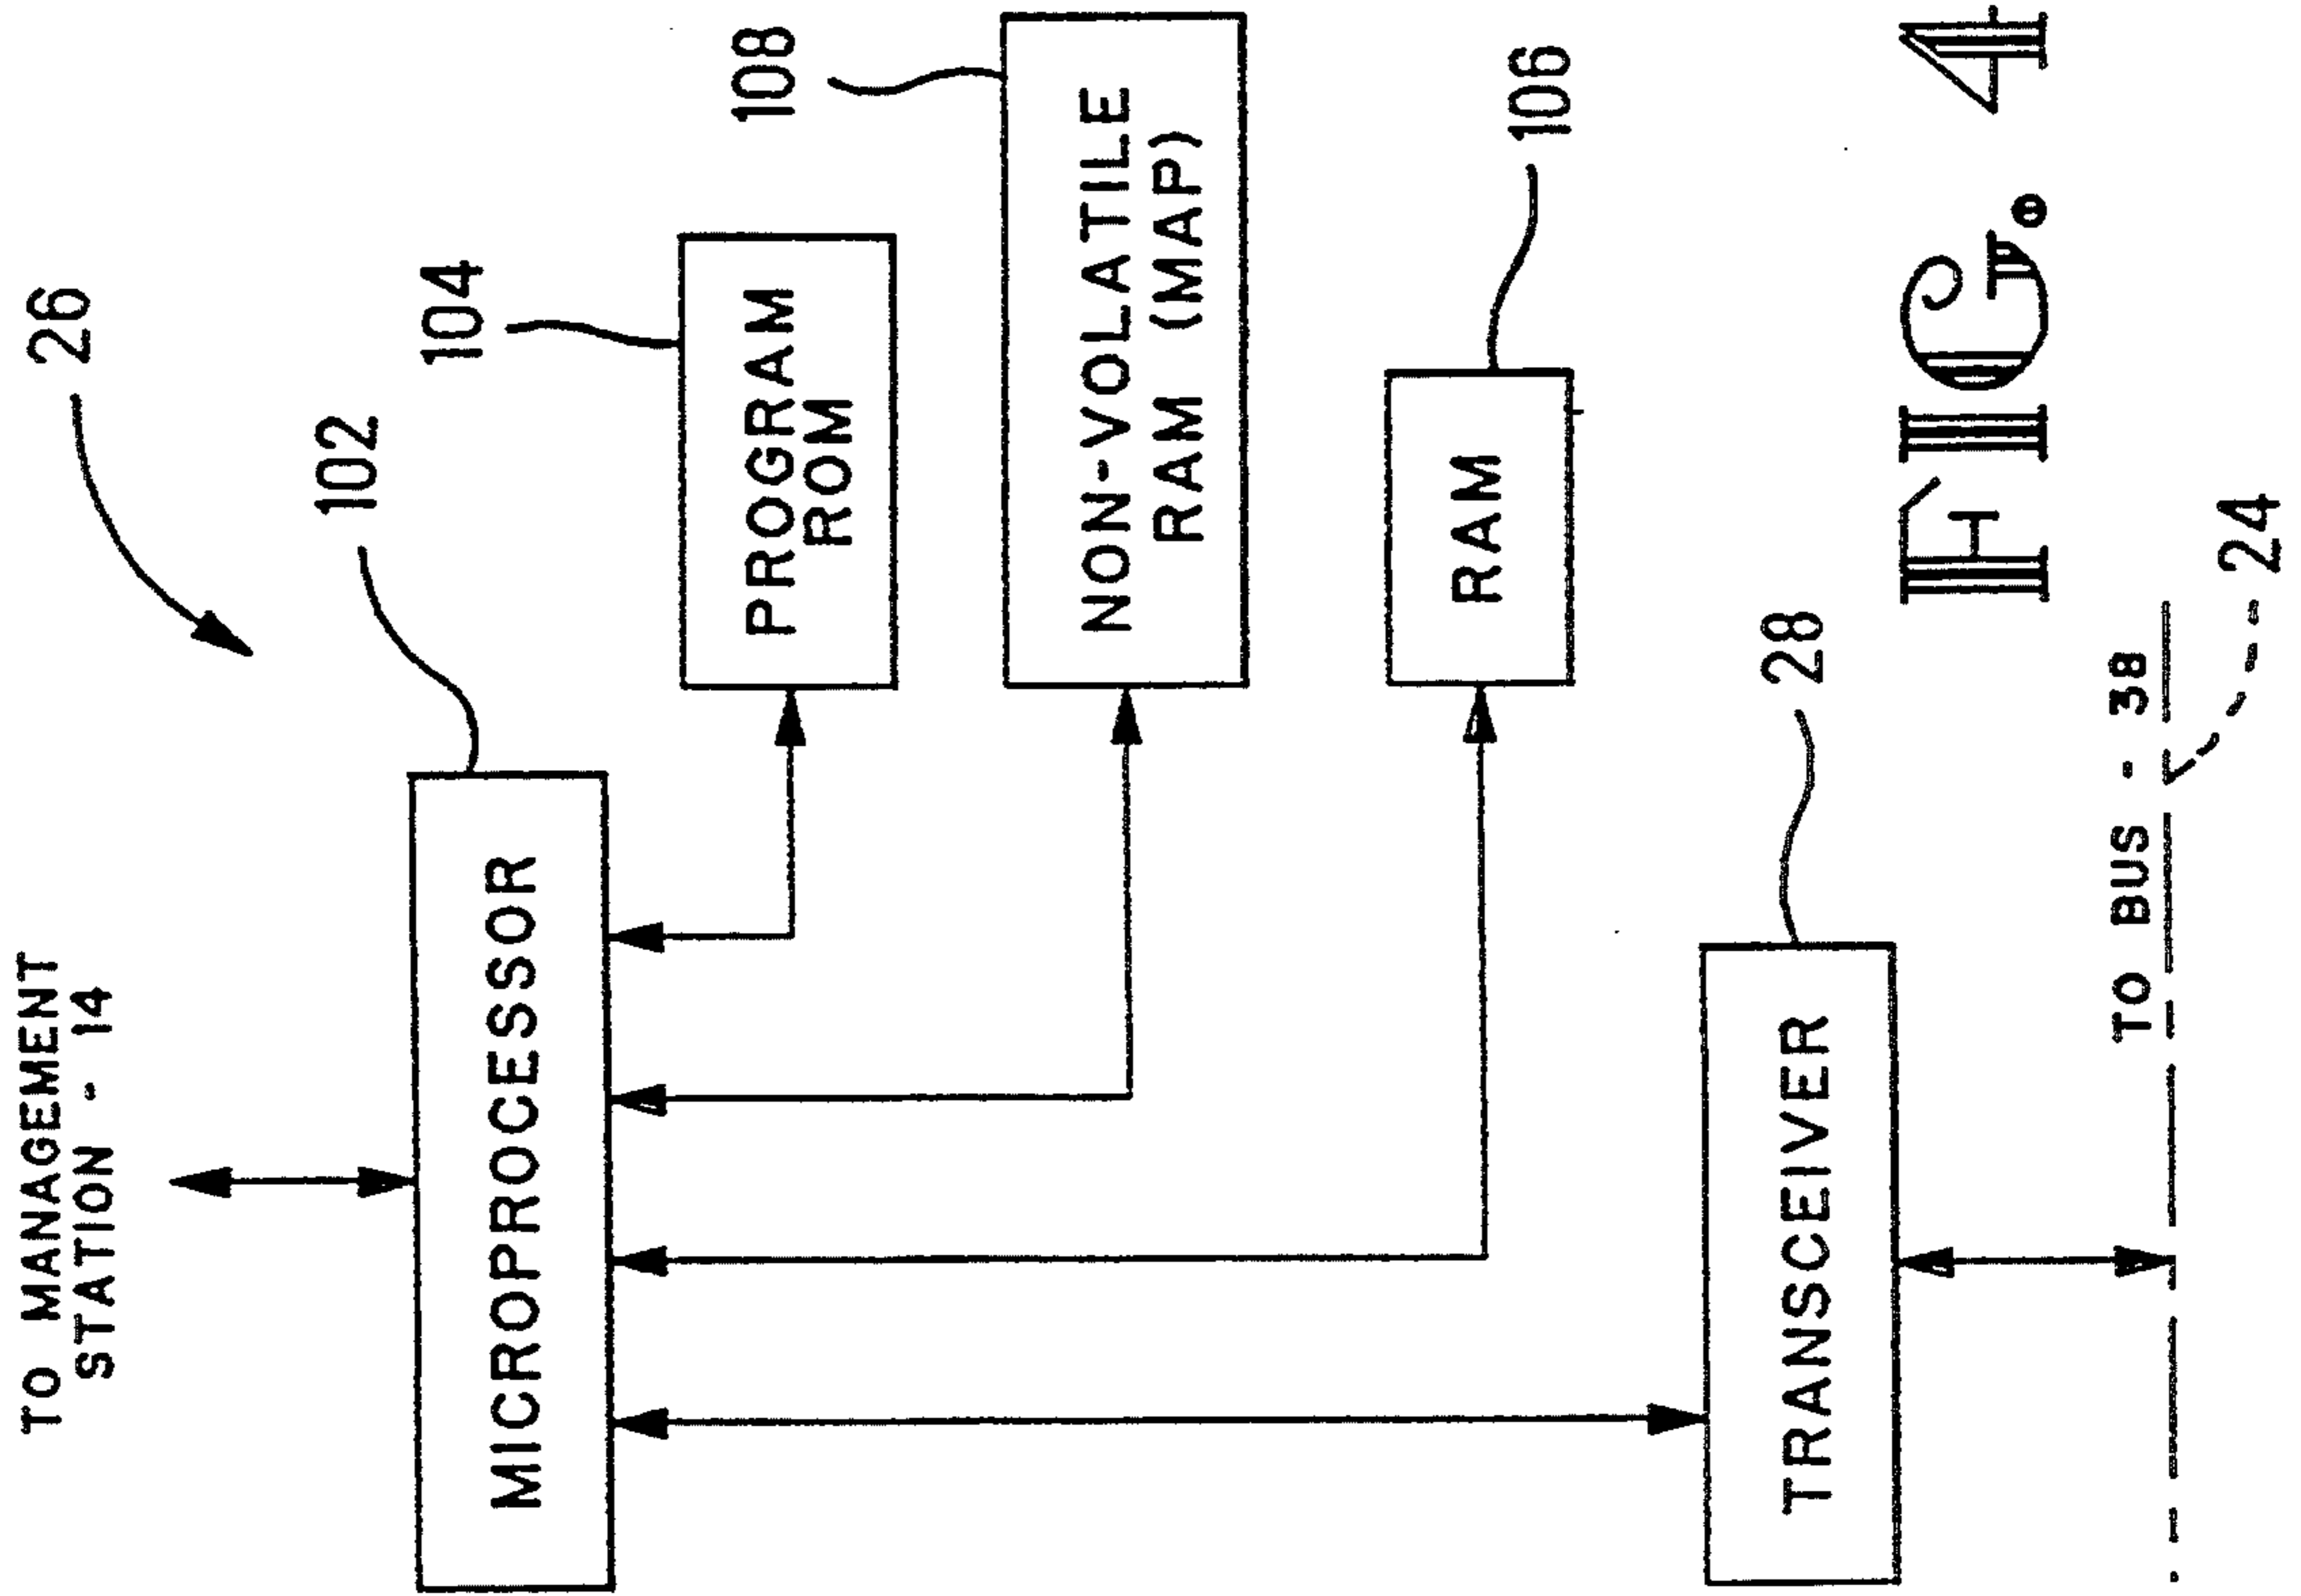 TO MANAGEMENT
STATION - 14
26
102
MICROPROCESSOR
104
PROGRAM
ROM
108
NON-VOLATILE
RAM (MAP)
106
RAM
28
TRANSCEIVER
TO BUS - 38
24
FIG. 4